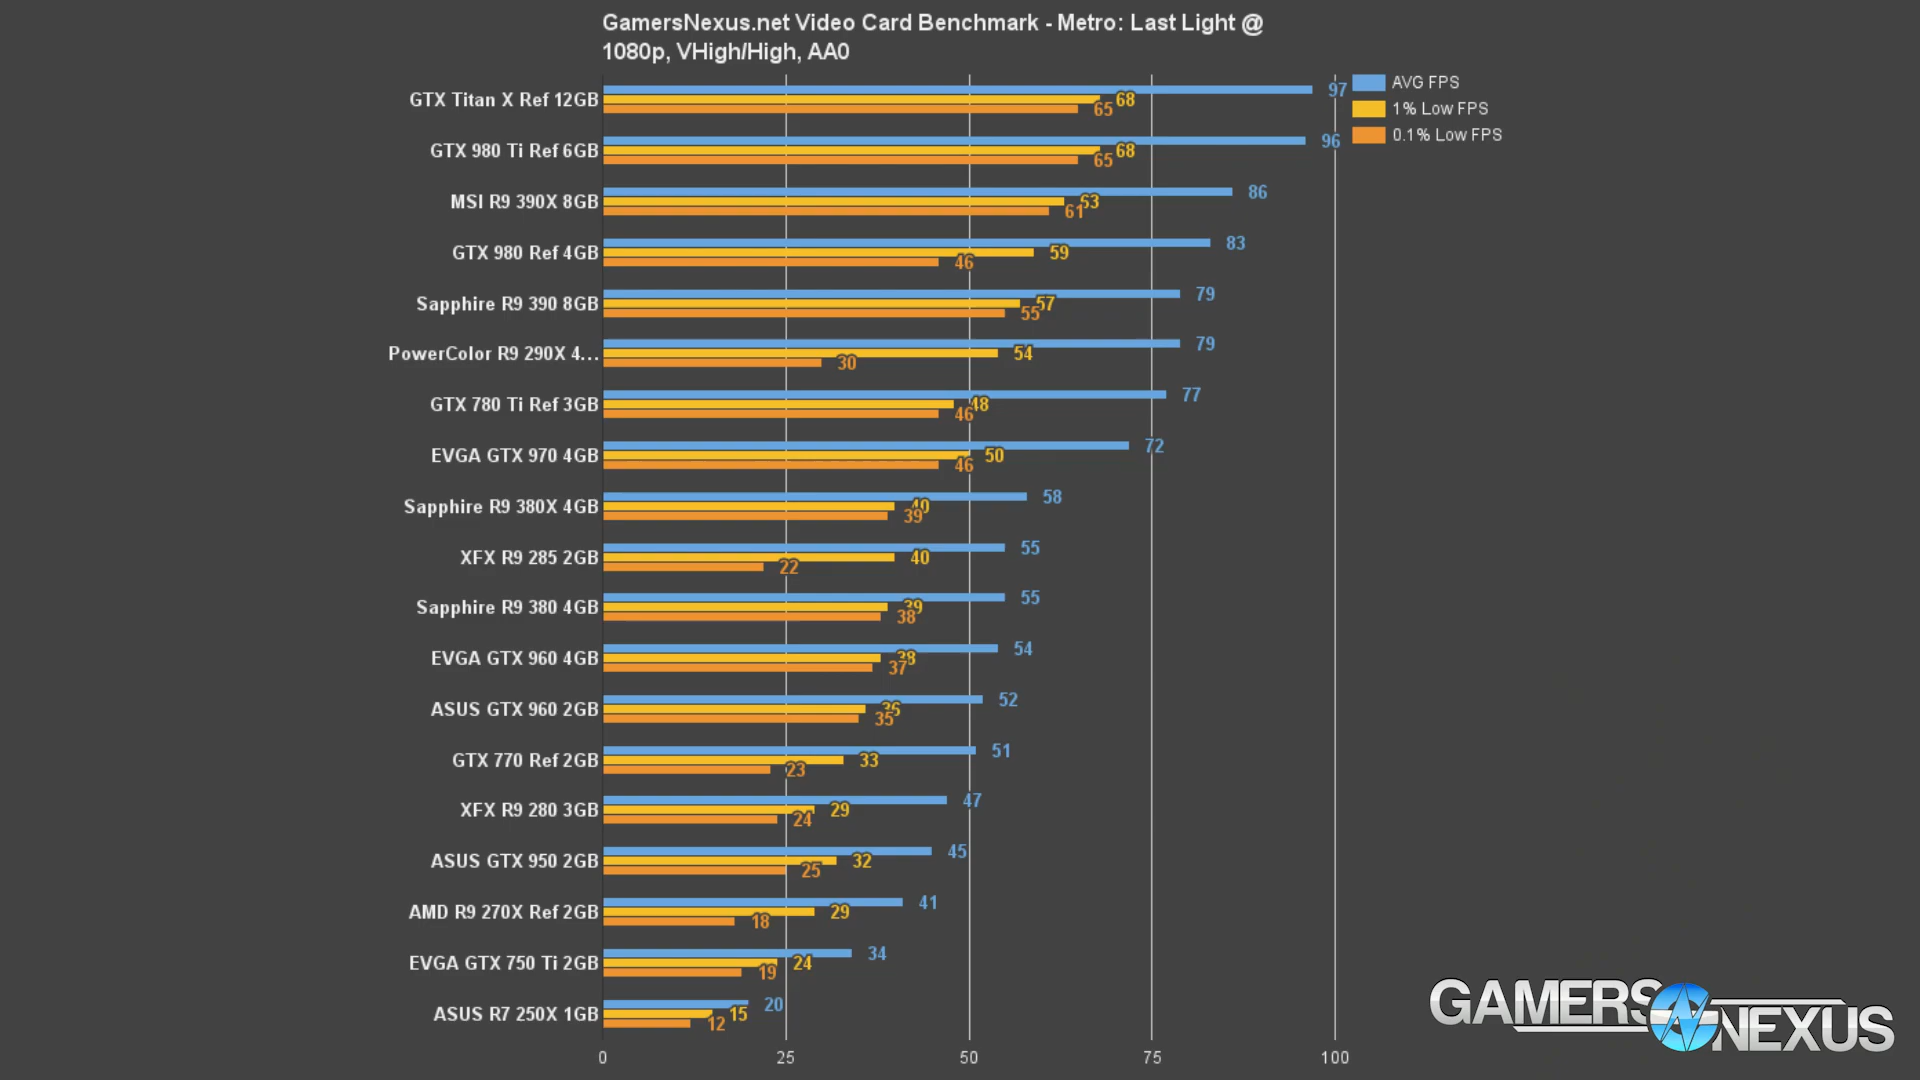 GamersNexus.net Video Card Benchmark - Metro: Last Light @
1080p, VHigh/High, AA0
AVG FPS
1% Low FPS
0.1% Low FPS
GTX Titan X Ref 12GB 97 68 65
GTX 980 Ti Ref 6GB 96 68 65
MSI R9 390X 8GB 86 63 61
GTX 980 Ref 4GB 83 59 46
Sapphire R9 390 8GB 79 57 55
PowerColor R9 290X 4... 79 54 30
GTX 780 Ti Ref 3GB 77 48 46
EVGA GTX 970 4GB 72 50 46
Sapphire R9 380X 4GB 58 40 39
XFX R9 285 2GB 55 40 22
Sapphire R9 380 4GB 55 39 38
EVGA GTX 960 4GB 54 38 37
ASUS GTX 960 2GB 52 36 35
GTX 770 Ref 2GB 51 33 23
XFX R9 280 3GB 47 29 24
ASUS GTX 950 2GB 45 32 25
AMD R9 270X Ref 2GB 41 29 18
EVGA GTX 750 Ti 2GB 34 24 19
ASUS R7 250X 1GB 20 15 12
0 25 50 75 100
GAMERS NEXUS